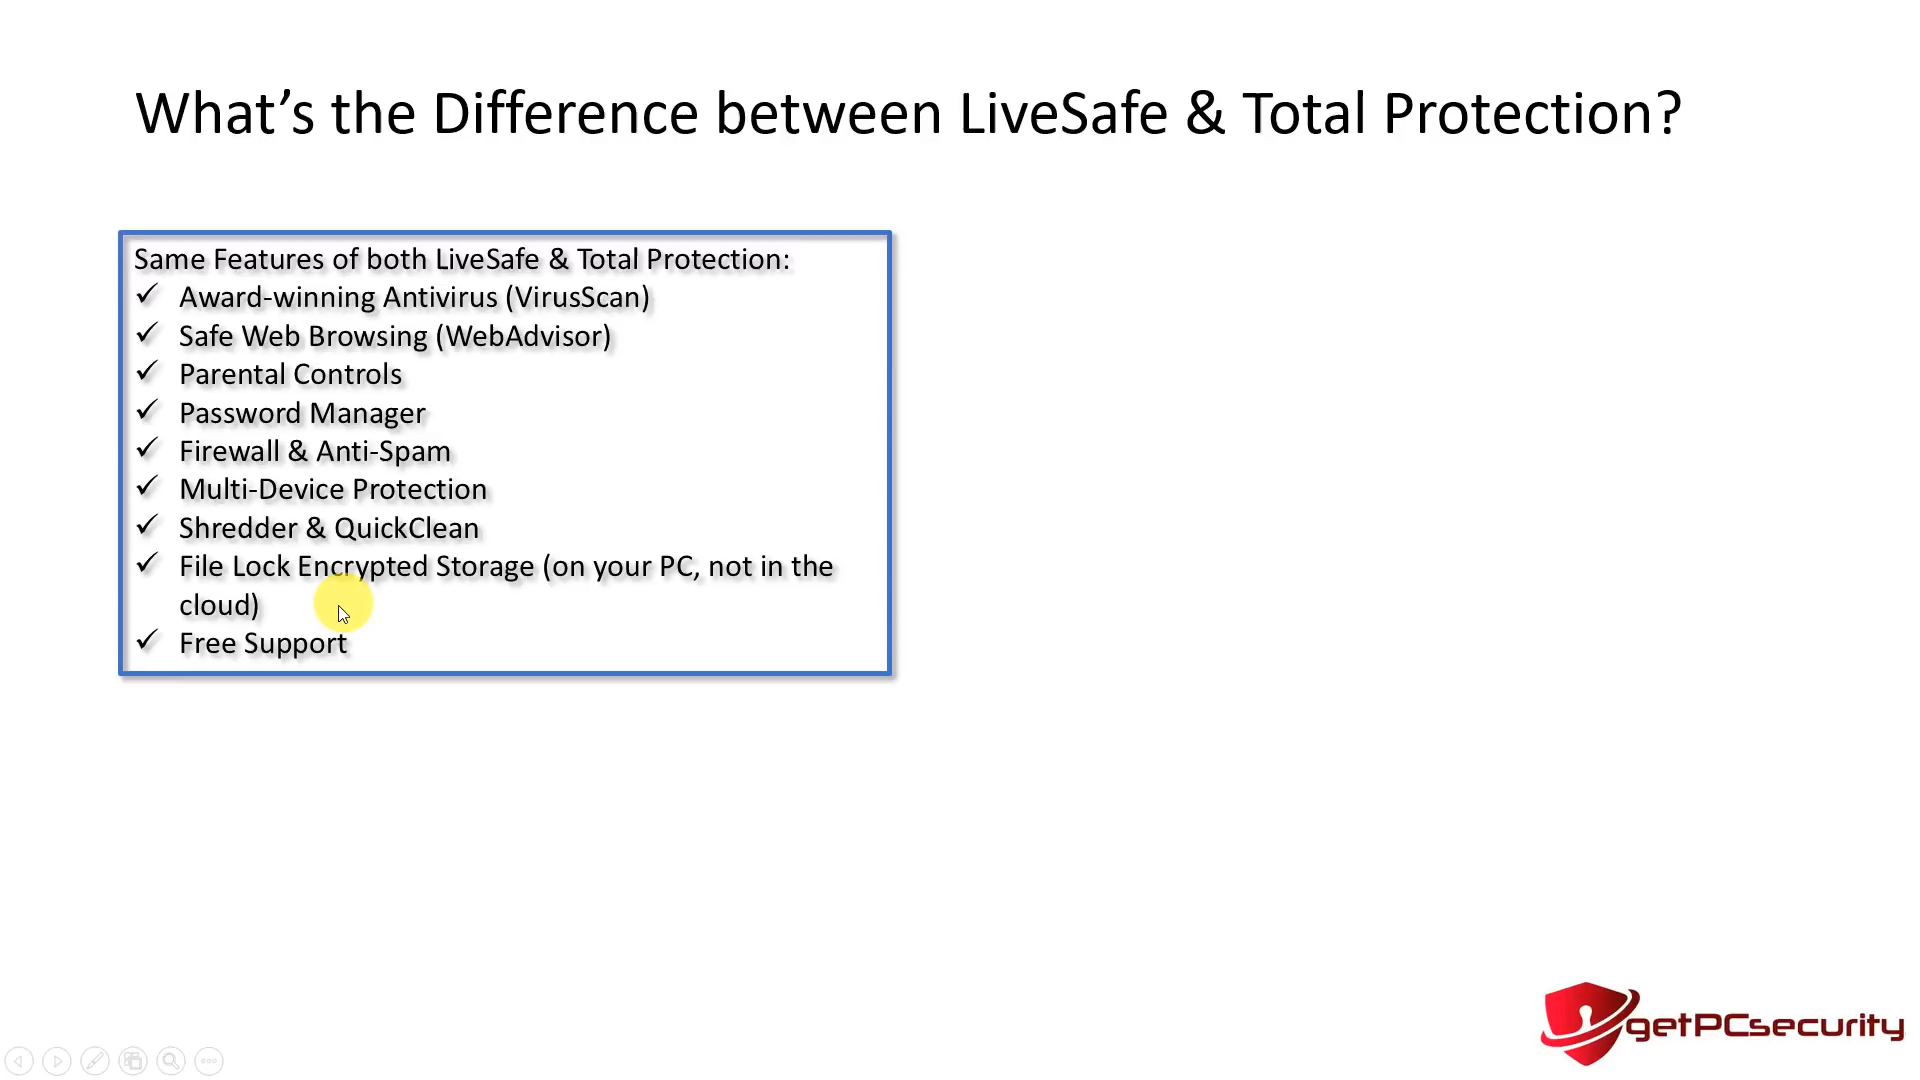 What’s the Difference between LiveSafe & Total Protection?
Same Features of both LiveSafe & Total Protection:
✓ Award-winning Antivirus (VirusScan)
✓ Safe Web Browsing (WebAdvisor)
✓ Parental Controls
✓ Password Manager
✓ Firewall & Anti-Spam
✓ Multi-Device Protection
✓ Shredder & QuickClean
✓ File Lock Encrypted Storage (on your PC, not in the
cloud)
✓ Free Support
getPCsecurity